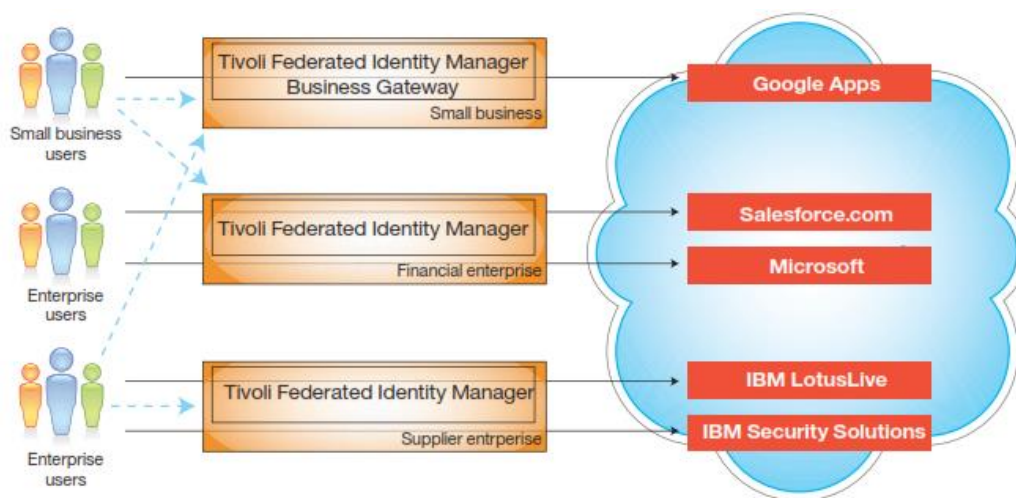 Tivoli Federated Identity Manager
Business Gateway
Small business
Google Apps
Small business
users
Tivoli Federated Identity Manager
Financial enterprise
Salesforce.com
Microsoft
Enterprise
users
Tivoli Federated Identity Manager
Supplier entrperise
IBM LotusLive
IBM Security Solutions
Enterprise
users